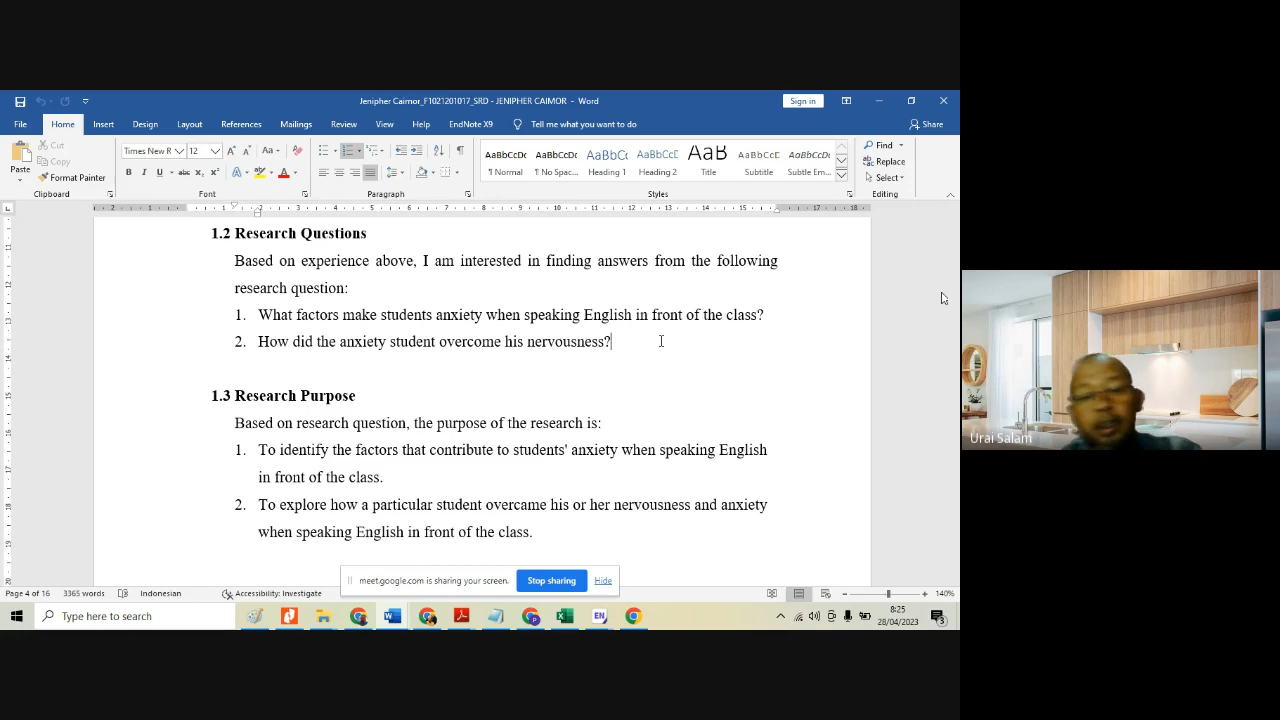 Jenipher Caimor_F1021201017_SRD - JENIPHER CAIMOR - Word
Sign in
File Home Insert Design Layout References Mailings Review View Help EndNote X9 Tell me what you want to do Share
Paste
Cut
Copy
Format Painter
Clipboard
Times New R 12
Font
Paragraph
AaBbCcDc AaBbCcDc AaBbCc AaBbCcD AaB AaBbCcD AaBbCcDc
¶ Normal ¶ No Spac... Heading 1 Heading 2 Title Subtitle Subtle Em...
Styles
Find
Replace
Select
Editing
1.2 Research Questions
Based on experience above, I am interested in finding answers from the following
research question:
1. What factors make students anxiety when speaking English in front of the class?
2. How did the anxiety student overcome his nervousness?
1.3 Research Purpose
Based on research question, the purpose of the research is:
1. To identify the factors that contribute to students' anxiety when speaking English
in front of the class.
2. To explore how a particular student overcame his or her nervousness and anxiety
when speaking English in front of the class.
meet.google.com is sharing your screen. Stop sharing Hide
Page 4 of 16 3365 words Indonesian Accessibility: Investigate 140%
Type here to search
EN
8:25
28/04/2023
3
Urai Salam